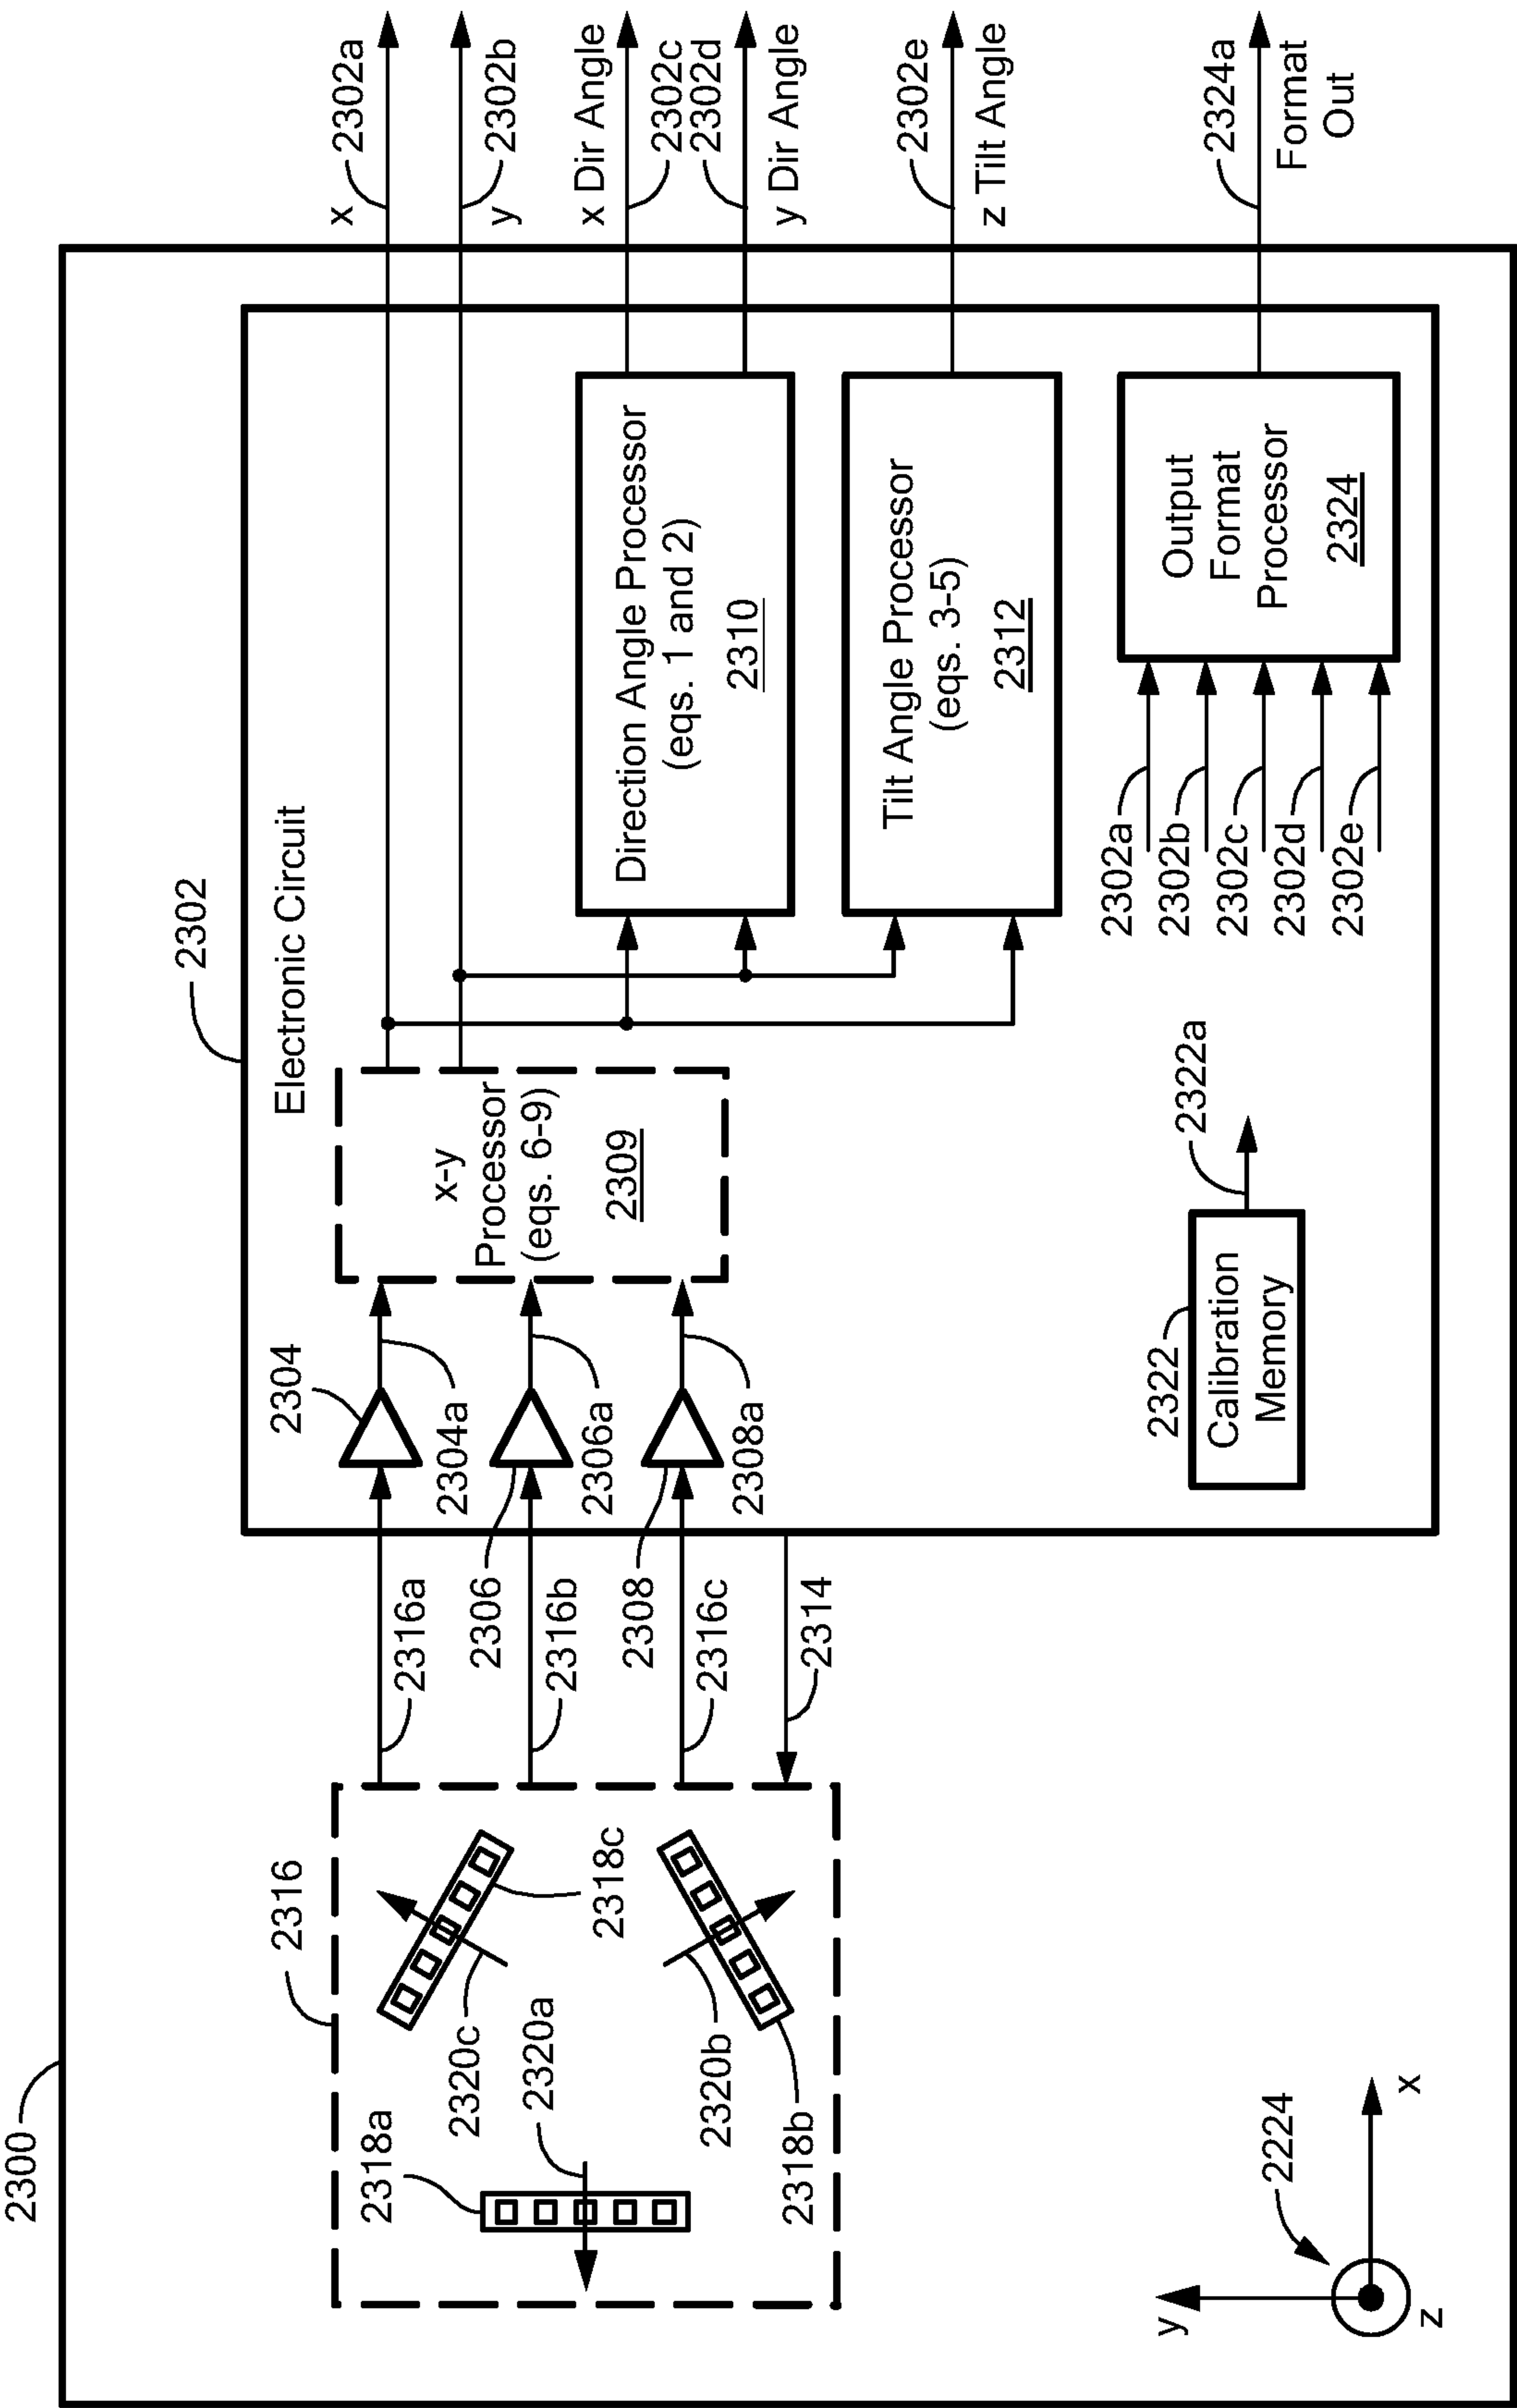 2300
2316
2318a
2320a
2320c
2318c
2320b
2318b
2316a
2306
2316b
2308
2316c
2314
2302
Electronic Circuit
2304
2304a
2306a
2308a
x-y
Processor
(eqs. 6-9)
2309
Direction Angle Processor
(eqs. 1 and 2)
2310
Tilt Angle Processor
(eqs. 3-5)
2312
2322
Calibration
Memory
2322a
2302a
2302b
2302c
2302d
2302e
Output
Format
Processor
2324
x
2302a
y
2302b
x Dir Angle
2302c
2302d
y Dir Angle
2302e
z Tilt Angle
2324a
Format
Out
2224
y
x
z